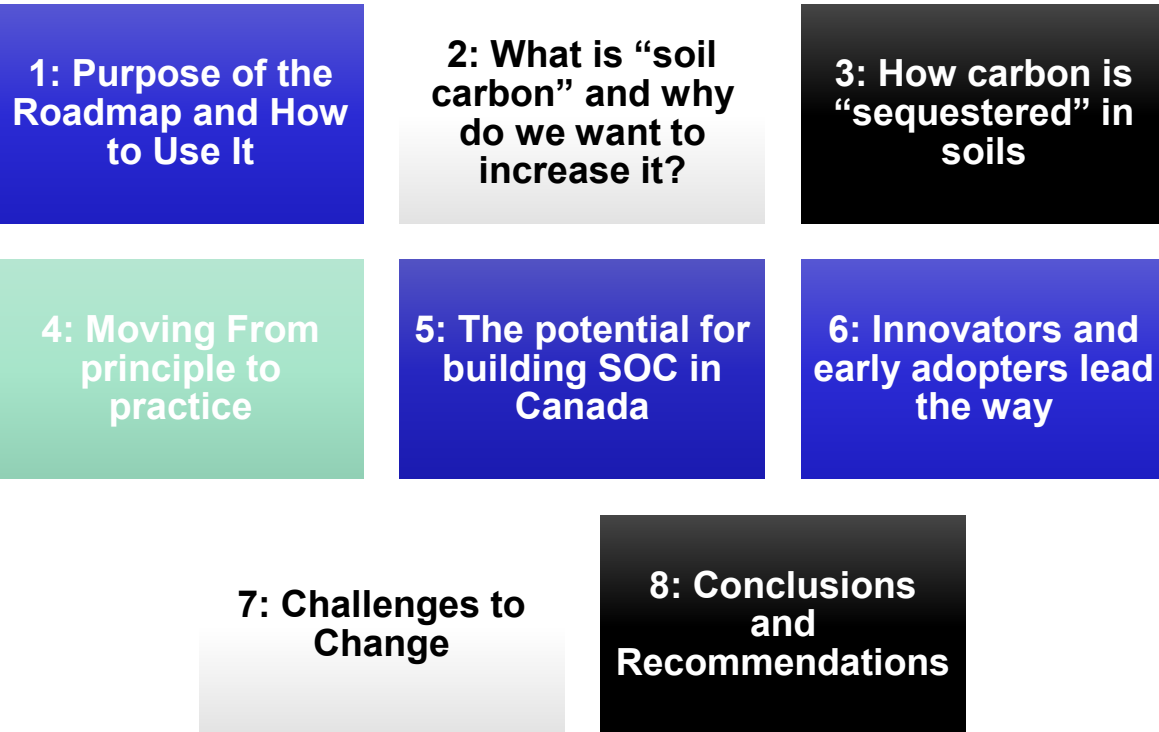 1: Purpose of the
Roadmap and How
to Use It
2: What is “soil
carbon” and why
do we want to
increase it?
3: How carbon is
“sequestered” in
soils
4: Moving From
principle to
practice
5: The potential for
building SOC in
Canada
6: Innovators and
early adopters lead
the way
7: Challenges to
Change
8: Conclusions
and
Recommendations